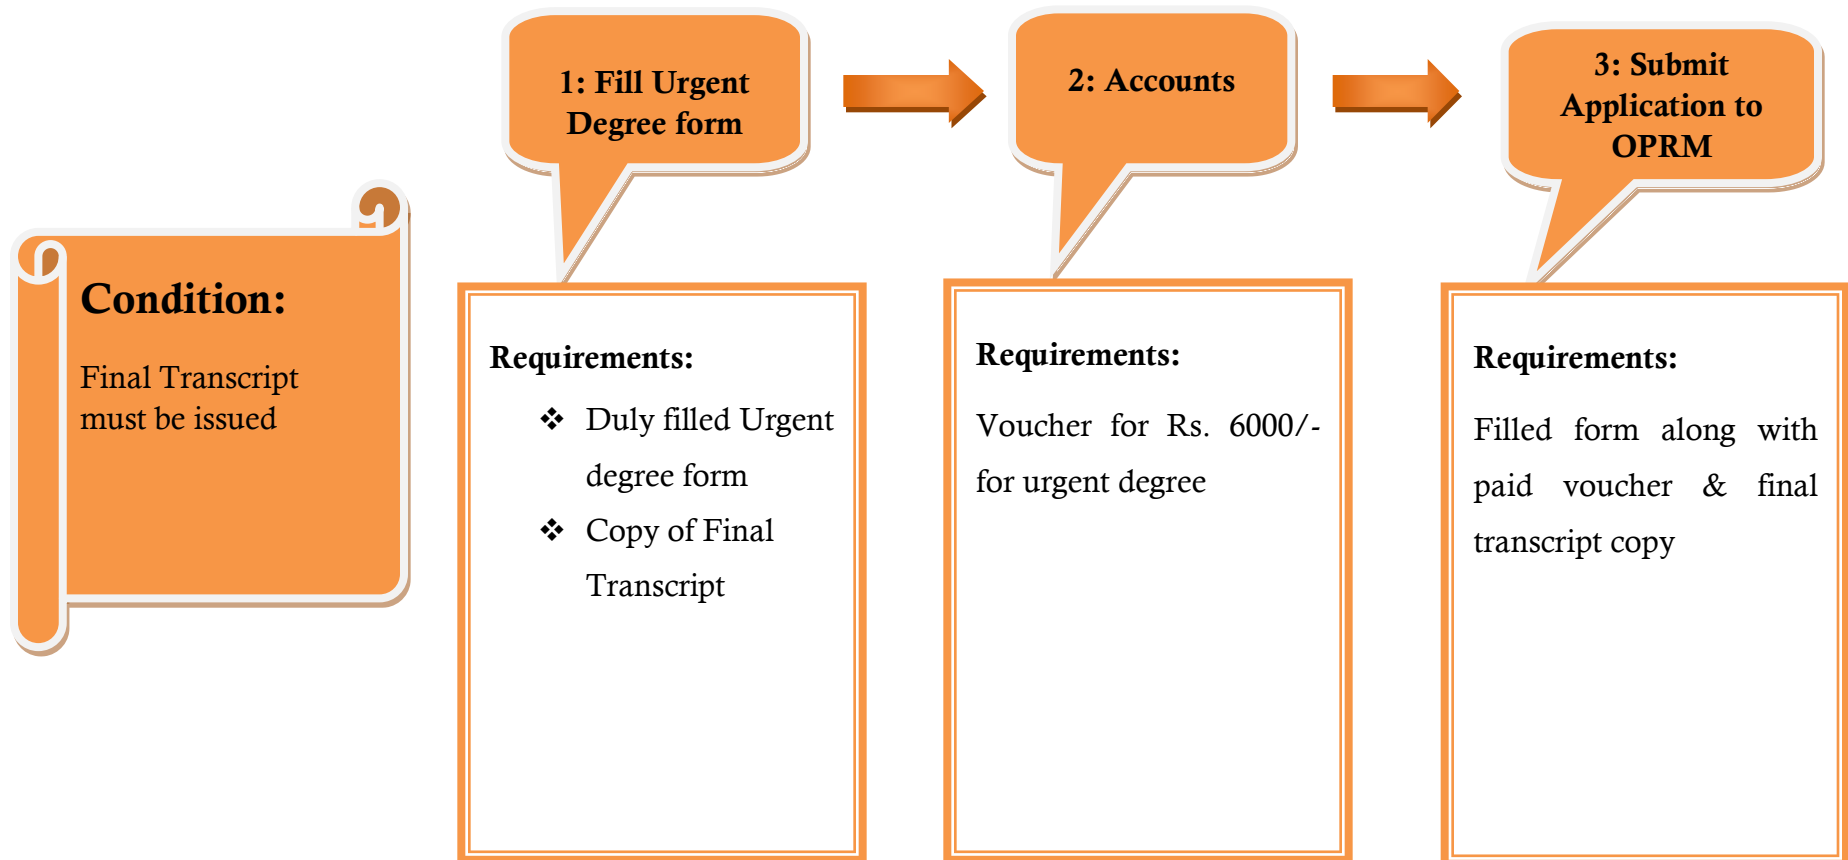 1: Fill Urgent
Degree form
2: Accounts
3: Submit
Application to
OPRM
Condition:
Final Transcript
must be issued
Requirements:
❖ Duly filled Urgent
degree form
❖ Copy of Final
Transcript
Requirements:
Voucher for Rs. 6000/-
for urgent degree
Requirements:
Filled form along with
paid voucher & final
transcript copy